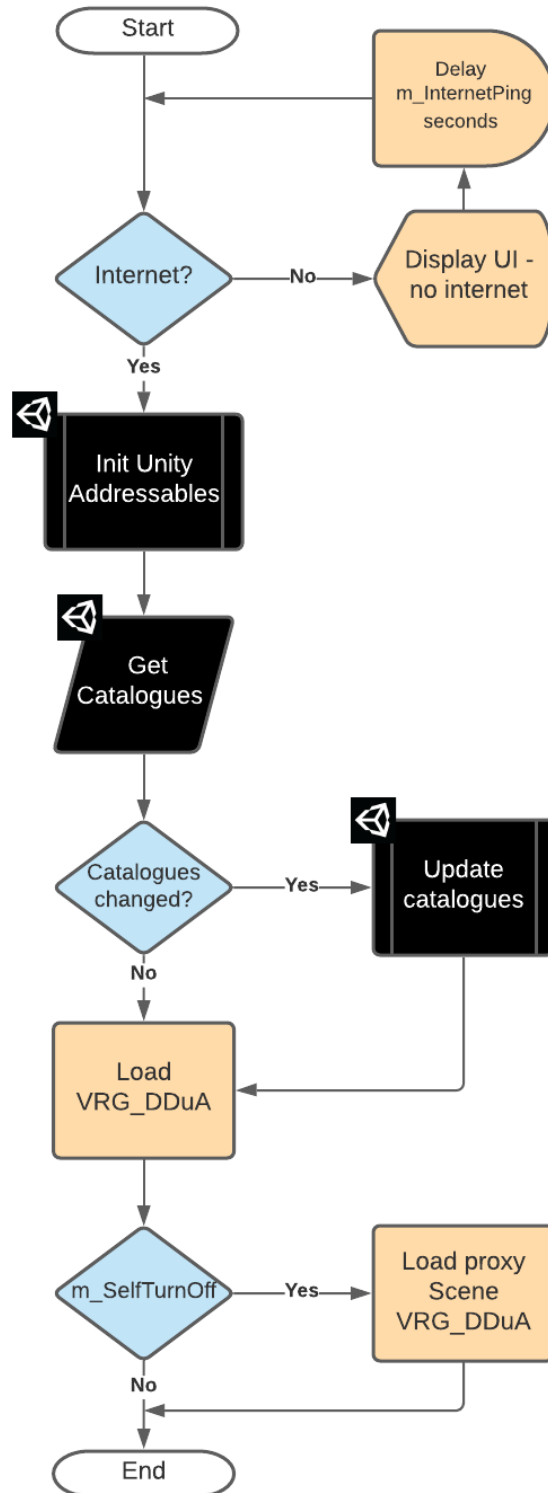 Start
Delay
m_InternetPing
seconds
Internet?
No
Display UI -
no internet
Yes
Init Unity
Addressables
Get
Catalogues
Catalogues
changed?
Yes
Update
catalogues
No
Load
VRG_DDuA
m_SelfTurnOff
Yes
Load proxy
Scene
VRG_DDuA
No
End